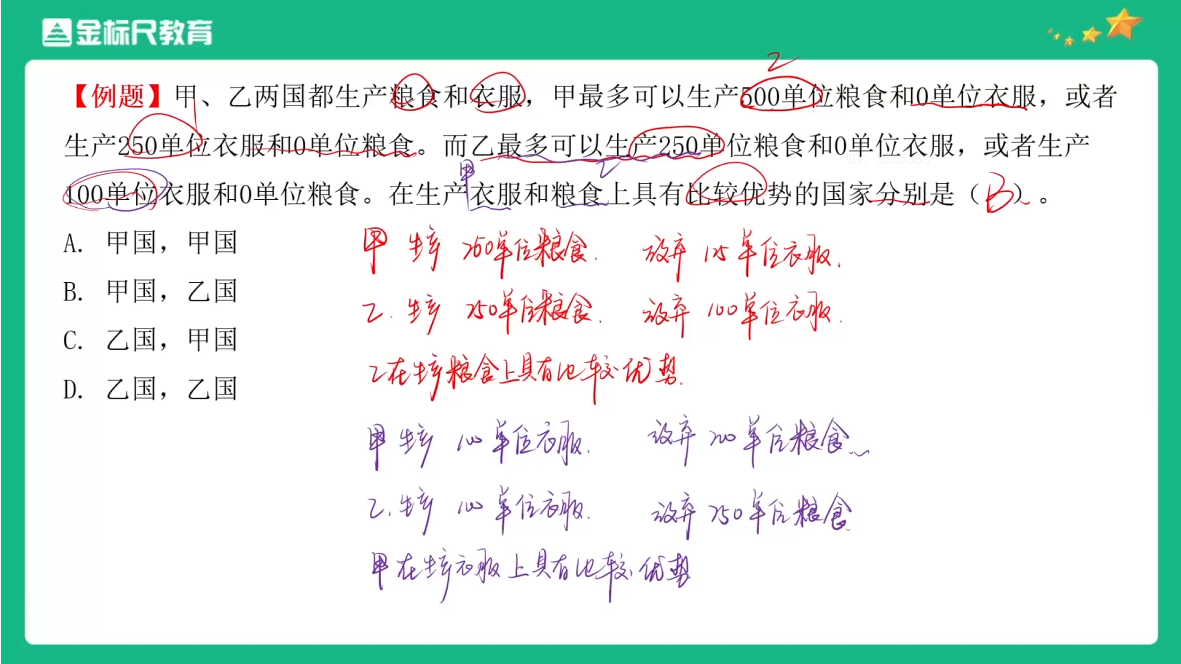 金标尺教育
2
【例题】甲、乙两国都生产粮食和衣服，甲最多可以生产500单位粮食和0单位衣服，或者
1
生产250单位衣服和0单位粮食。而乙最多可以生产250单位粮食和0单位衣服，或者生产
甲 乙
100单位衣服和0单位粮食。在生产衣服和粮食上具有比较优势的国家分别是（ B ）。
A. 甲国，甲国
B. 甲国，乙国
C. 乙国，甲国
D. 乙国，乙国
甲 生产 250单位粮食. 放弃 125单位衣服.
乙. 生产 250单位粮食. 放弃 100单位衣服.
乙在生产粮食上具有比较优势.
甲 生产 100单位衣服. 放弃 200单位粮食
乙. 生产 100单位衣服. 放弃 250单位粮食
甲在生产衣服上具有比较优势